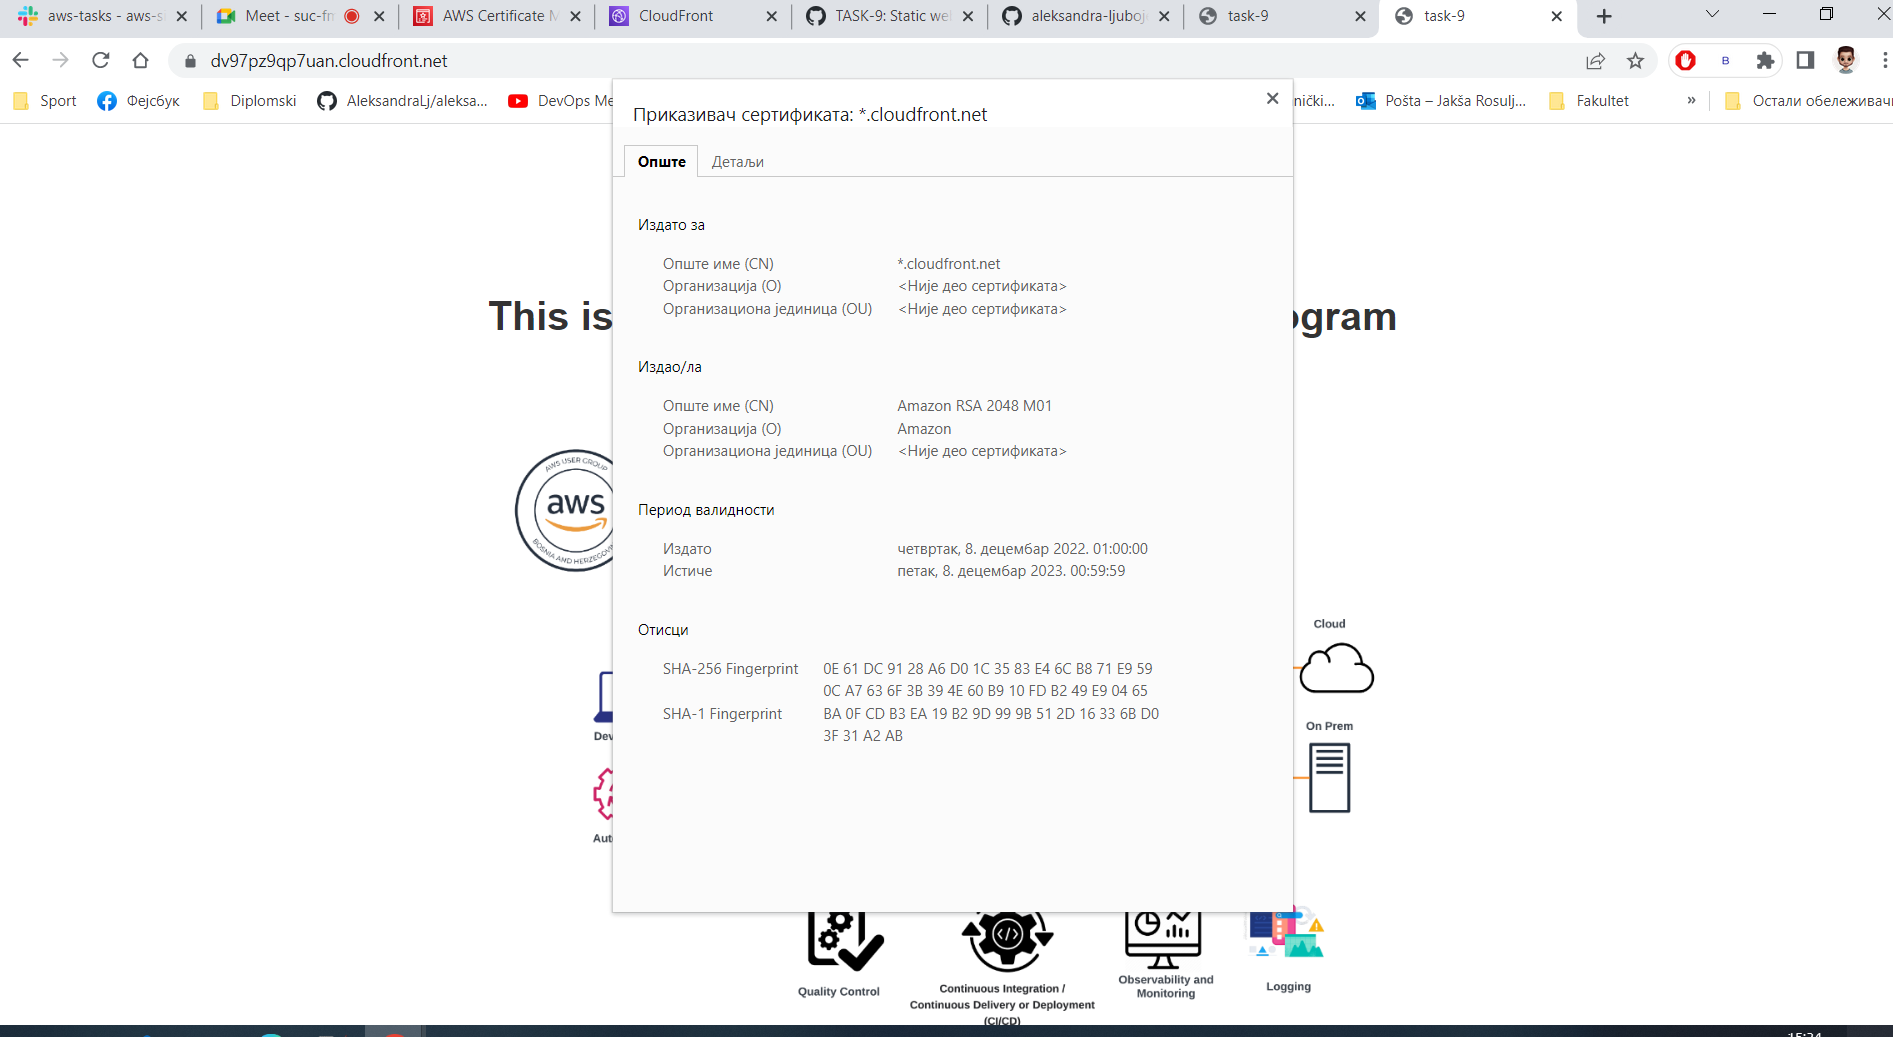 aws-tasks - aws-s
Meet - suc-fn
AWS Certificate M
CloudFront
TASK-9: Static wel
aleksandra-ljuboj
task-9
task-9
dv97pz9qp7uan.cloudfront.net
Sport
Фејсбук
Diplomski
AleksandraLj/aleksa...
DevOps Me
nički...
Pošta – Jakša Rosulj...
Fakultet
»
Остали обележивачи
Приказивач сертификата: *.cloudfront.net
Опште
Детаљи
Издато за
Опште име (CN) *.cloudfront.net
Организација (O) <Није део сертификата>
Организациона јединица (OU) <Није део сертификата>
This is
ogram
Издао/ла
Опште име (CN) Amazon RSA 2048 M01
Организација (O) Amazon
Организациона јединица (OU) <Није део сертификата>
AWS USER GROUP
aws
BOSNIA AND HERZEGOVIN
Период валидности
Издато четвртак, 8. децембар 2022. 01:00:00
Истиче петак, 8. децембар 2023. 00:59:59
Отисци
SHA-256 Fingerprint 0E 61 DC 91 28 A6 D0 1C 35 83 E4 6C B8 71 E9 59
0C A7 63 6F 3B 39 4E 60 B9 10 FD B2 49 E9 04 65
SHA-1 Fingerprint BA 0F CD B3 EA 19 B2 9D 99 9B 51 2D 16 33 6B D0
3F 31 A2 AB
Cloud
On Prem
Dev
Aut
Quality Control
Continuous Integration /
Continuous Delivery or Deployment
(CI/CD)
Observability and
Monitoring
Logging
15:24